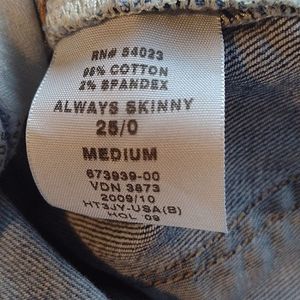 RN# 54023
98% COTTON
2% SPANDEX
ALWAYS SKINNY
25/0
MEDIUM
673939-00
VDN 3873
2009/10
HT3JY-USA(B)
HOL 09